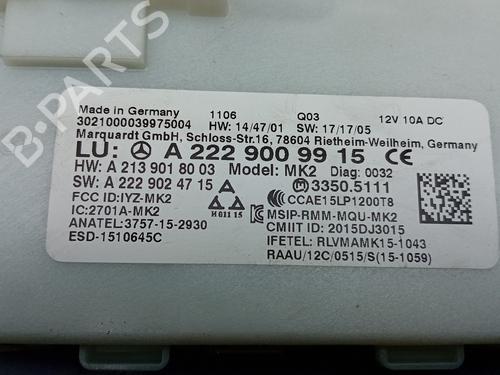 B-PARTS
Made in Germany 1106 Q03 12V 10A DC
3021000039975004 HW: 14/47/01 SW: 17/17/05
Marquardt GmbH, Schloss-Str.16, 78604 Rietheim-Weilheim, Germany
LU: A 222 900 99 15 CE
HW: A 213 901 80 03 Model: MK2 Diag: 0032
SW: A 222 902 47 15 3350.5111
FCC ID:IYZ-MK2 CCAE15LP1200T8
IC:2701A-MK2 MSIP-RMM-MQU-MK2
ANATEL:3757-15-2930 CMIIT ID: 2015DJ3015
ESD-1510645C IFETEL: RLVMAMK15-1043
RAAU/12C/0515/S(15-1059)